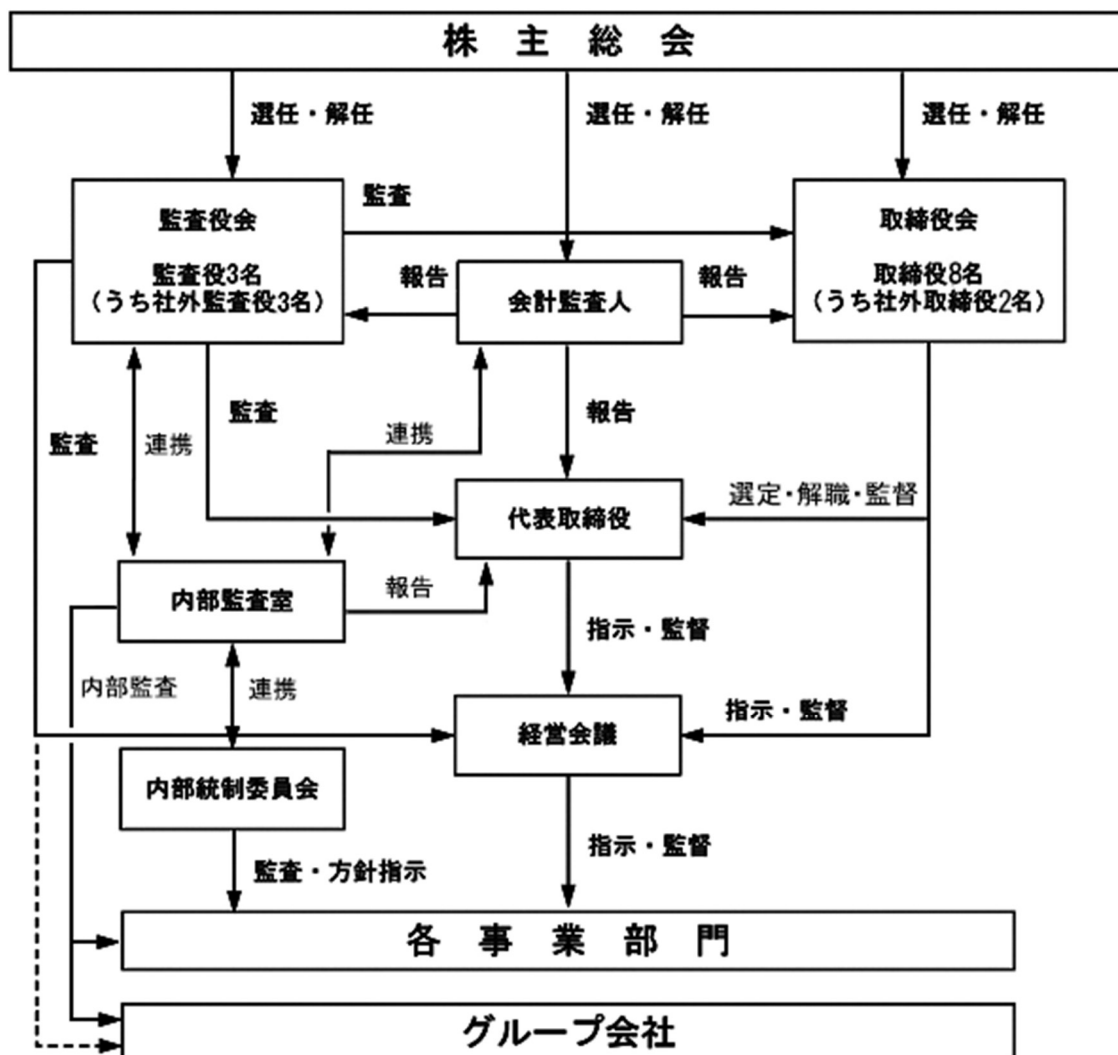 株主総会
選任・解任
選任・解任
選任・解任
監査役会
監査役3名
（うち社外監査役3名）
監査
取締役会
取締役8名
（うち社外取締役2名）
報告
会計監査人
報告
監査
連携
監査
連携
報告
選定・解職・監督
代表取締役
内部監査室
報告
指示・監督
内部監査
連携
経営会議
指示・監督
内部統制委員会
指示・監督
監査・方針指示
各事業部門
グループ会社